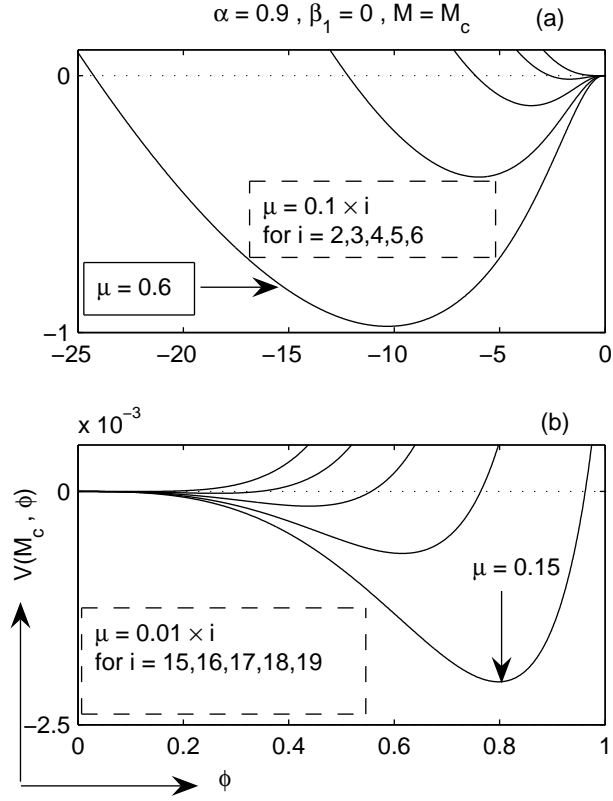 α = 0.9 , β₁ = 0 , M = M_c (a)
0
μ = 0.1 × i
for i = 2,3,4,5,6
μ = 0.6
−1
−25 −20 −15 −10 −5 0
x 10⁻³ (b)
0
V(M_c , ϕ)
μ = 0.15
μ = 0.01 × i
for i = 15,16,17,18,19
−2.5
0 0.2 0.4 0.6 0.8 1
ϕ